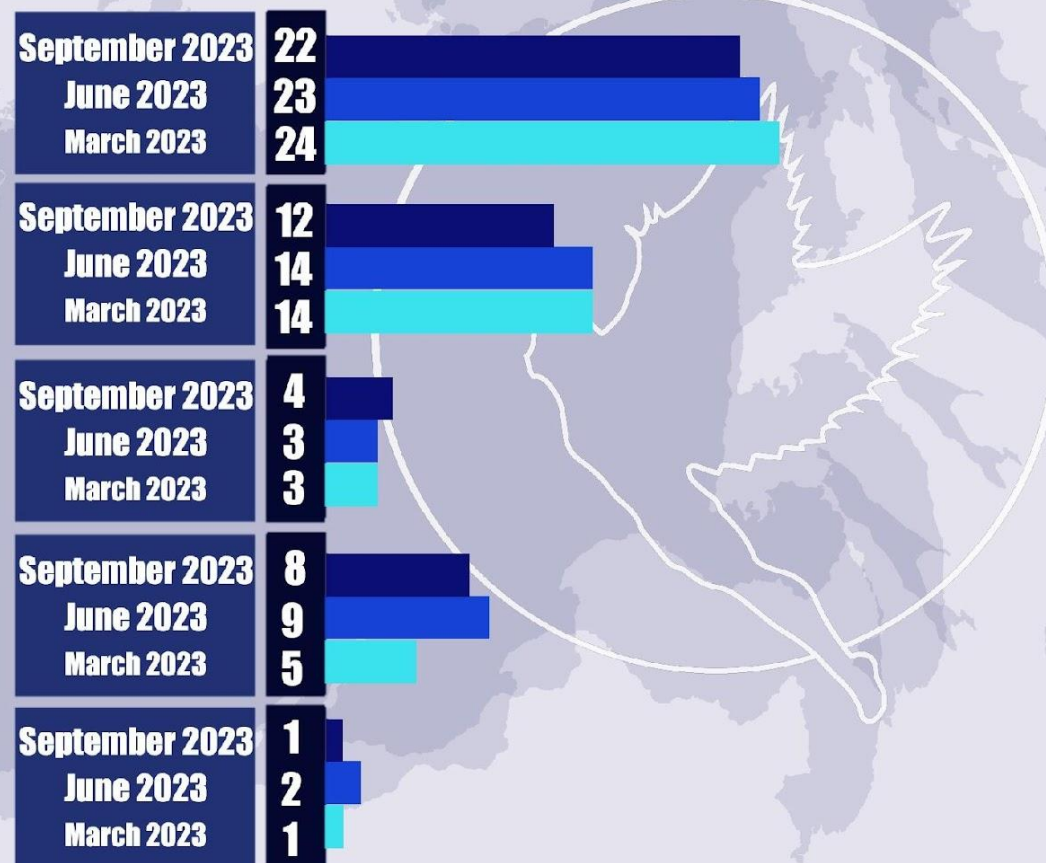 September 2023 22
June 2023 23
March 2023 24
September 2023 12
June 2023 14
March 2023 14
September 2023 4
June 2023 3
March 2023 3
September 2023 8
June 2023 9
March 2023 5
September 2023 1
June 2023 2
March 2023 1